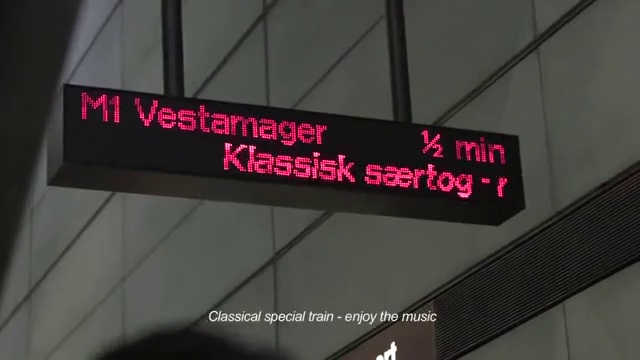 M1 Vestamager ½ min
Klassisk særtog -
Classical special train - enjoy the music